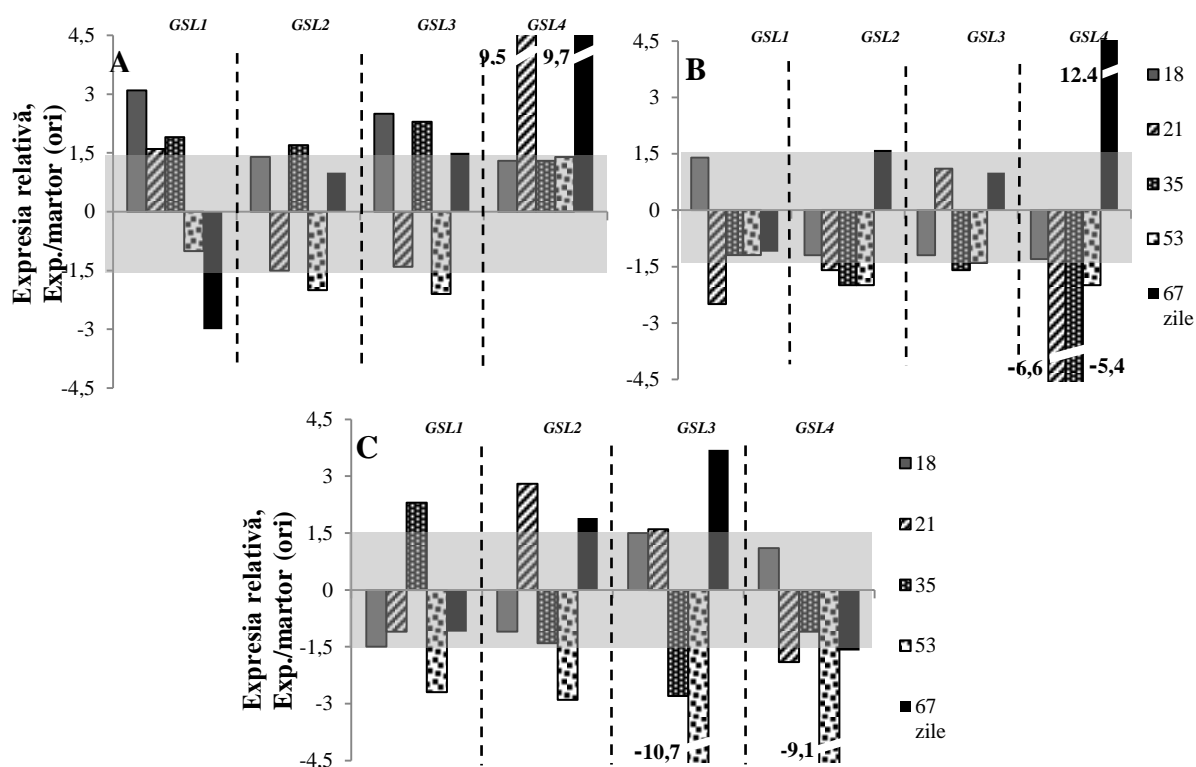 GSL1 GSL2 GSL3 GSL4
A
4,5
3
1.5
0
-1.5
-3
-4,5
9.5 9,7
Expresia relativă,
Exp./martor (ori)
GSL1 GSL2 GSL3 GSL4
B
4,5
3
1.5
0
-1.5
-3
-4,5
12.4
-6,6 -5,4
18
21
35
53
67
zile
GSL1 GSL2 GSL3 GSL4
C
4,5
3
1.5
0
-1.5
-3
-4,5
-10,7 -9,1
Expresia relativă,
Exp./martor (ori)
18
21
35
53
67
zile